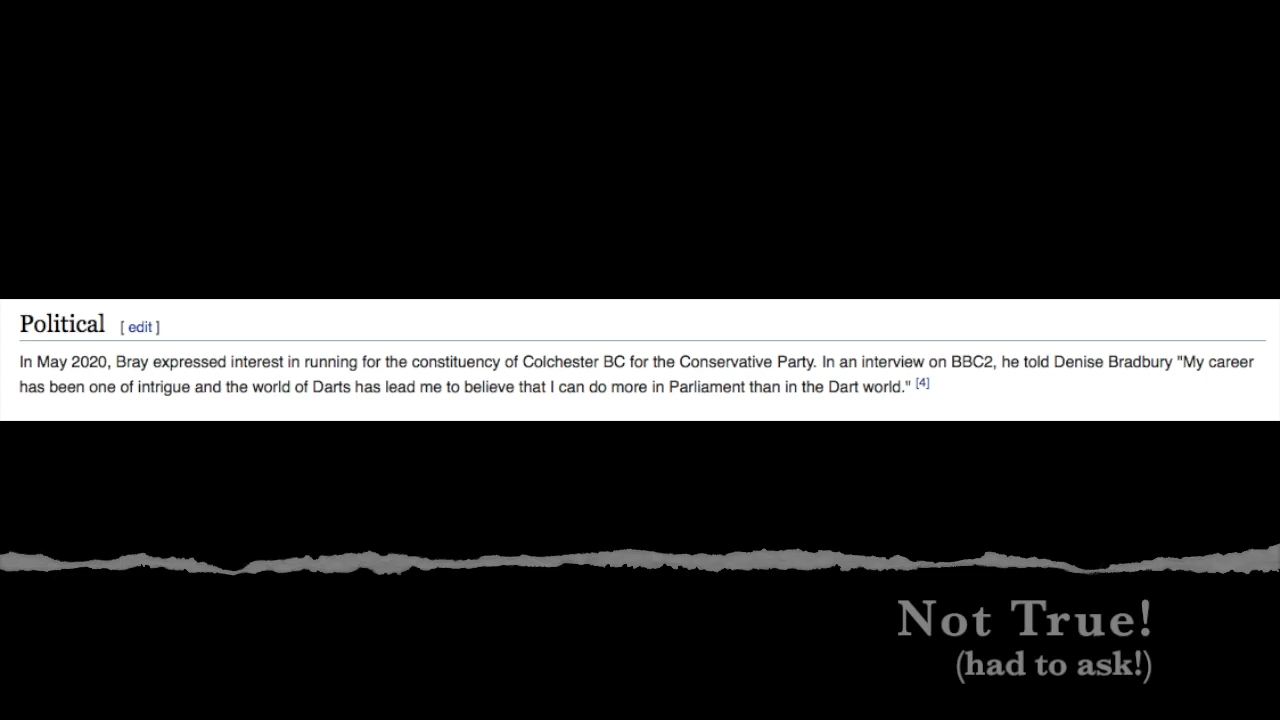 Political [ edit ]
In May 2020, Bray expressed interest in running for the constituency of Colchester BC for the Conservative Party. In an interview on BBC2, he told Denise Bradbury "My career
has been one of intrigue and the world of Darts has lead me to believe that I can do more in Parliament than in the Dart world." [4]
Not True!
(had to ask!)